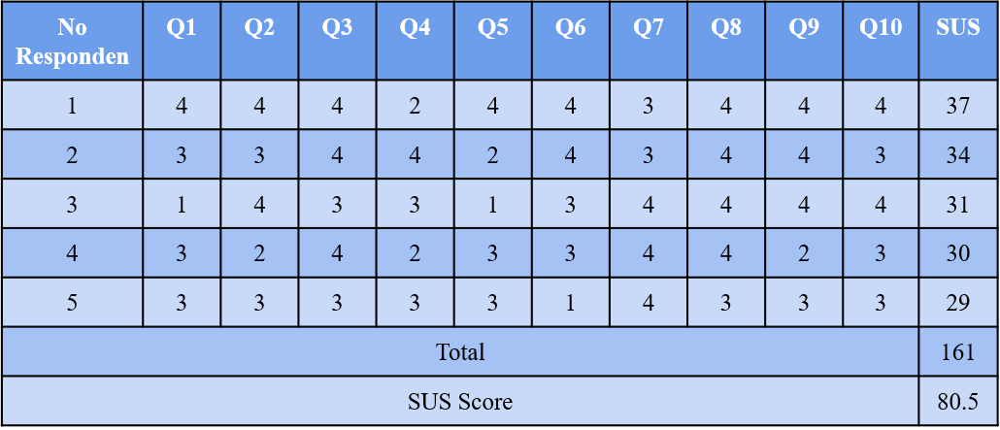 No Responden Q1 Q2 Q3 Q4 Q5 Q6 Q7 Q8 Q9 Q10 SUS
1 4 4 4 2 4 4 3 4 4 4 37
2 3 3 4 4 2 4 3 4 4 3 34
3 1 4 3 3 1 3 4 4 4 4 31
4 3 2 4 2 3 3 4 4 2 3 30
5 3 3 3 3 3 1 4 3 3 3 29
Total 161
SUS Score 80.5